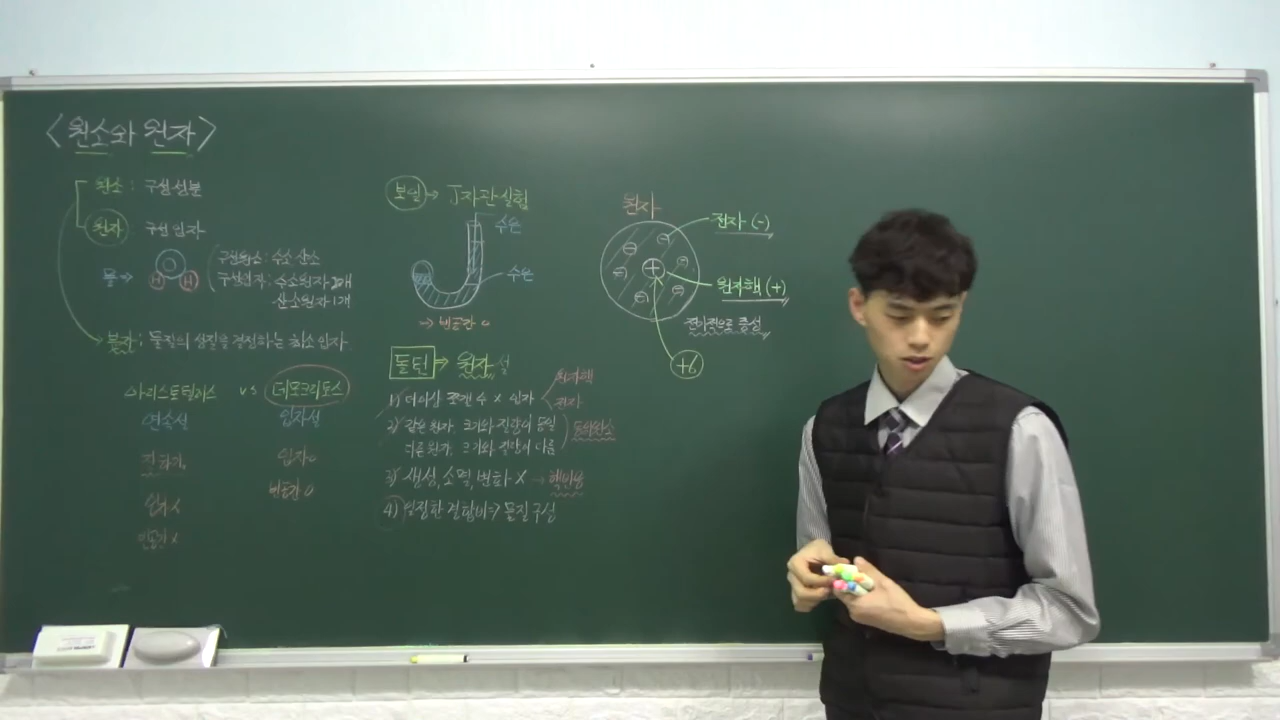 <원소와 원자>
원소 : 구성 성분
원자 : 구성 입자
물 ⇒
O
H H
구성원소 : 수소 산소
구성원자 : 수소원자 2개
산소원자 1개
분자 : 물질의 성질을 결정하는 최소 입자
아리스토텔레스 vs 데모크리토스
연속설
입자설
입자 ○
빈공간 ○
입자 x
빈공간 x
보일 → J자관 실험
수은
수은
⇒ 빈공간 ○
돌턴 ⇒ 원자설
1) 더이상 쪼갤 수 x 입자
원자핵
전자
2) 같은 원자, 크기와 질량이 동일
다른 원자, 크기와 질량이 다름
동위원소
3) 생성, 소멸, 변화 X → 핵반응
4) 일정한 결합비 ⇒ 물질 구성
원자
전자 (-)
원자핵 (+)
전기적으로 중성
+6